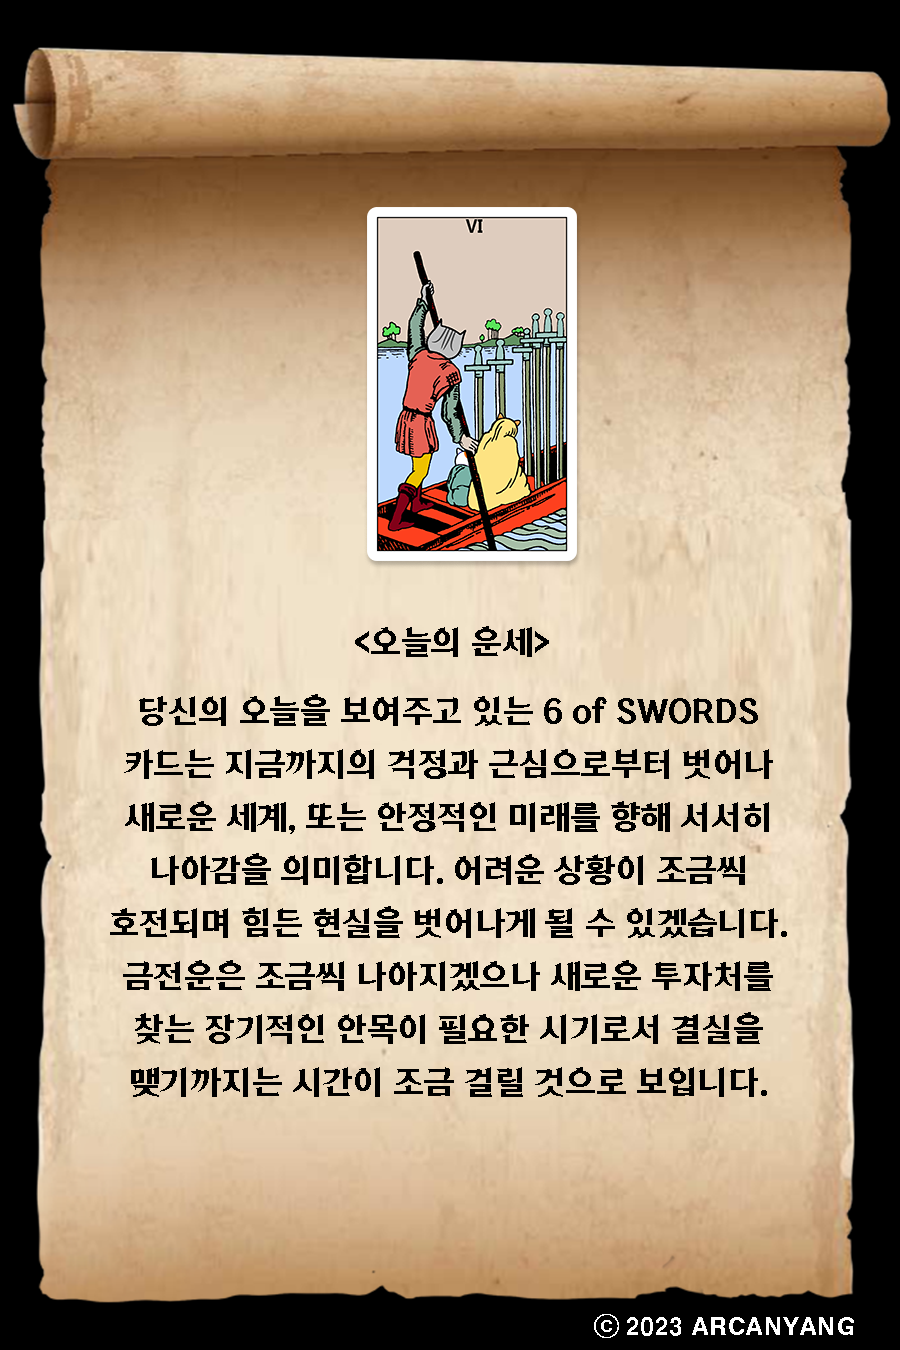 VI
<오늘의 운세>
당신의 오늘을 보여주고 있는 6 of SWORDS
카드는 지금까지의 걱정과 근심으로부터 벗어나
새로운 세계, 또는 안정적인 미래를 향해 서서히
나아감을 의미합니다. 어려운 상황이 조금씩
호전되며 힘든 현실을 벗어나게 될 수 있겠습니다.
금전운은 조금씩 나아지겠으나 새로운 투자처를
찾는 장기적인 안목이 필요한 시기로서 결실을
맺기까지는 시간이 조금 걸릴 것으로 보입니다.
ⓒ 2023 ARCANYANG